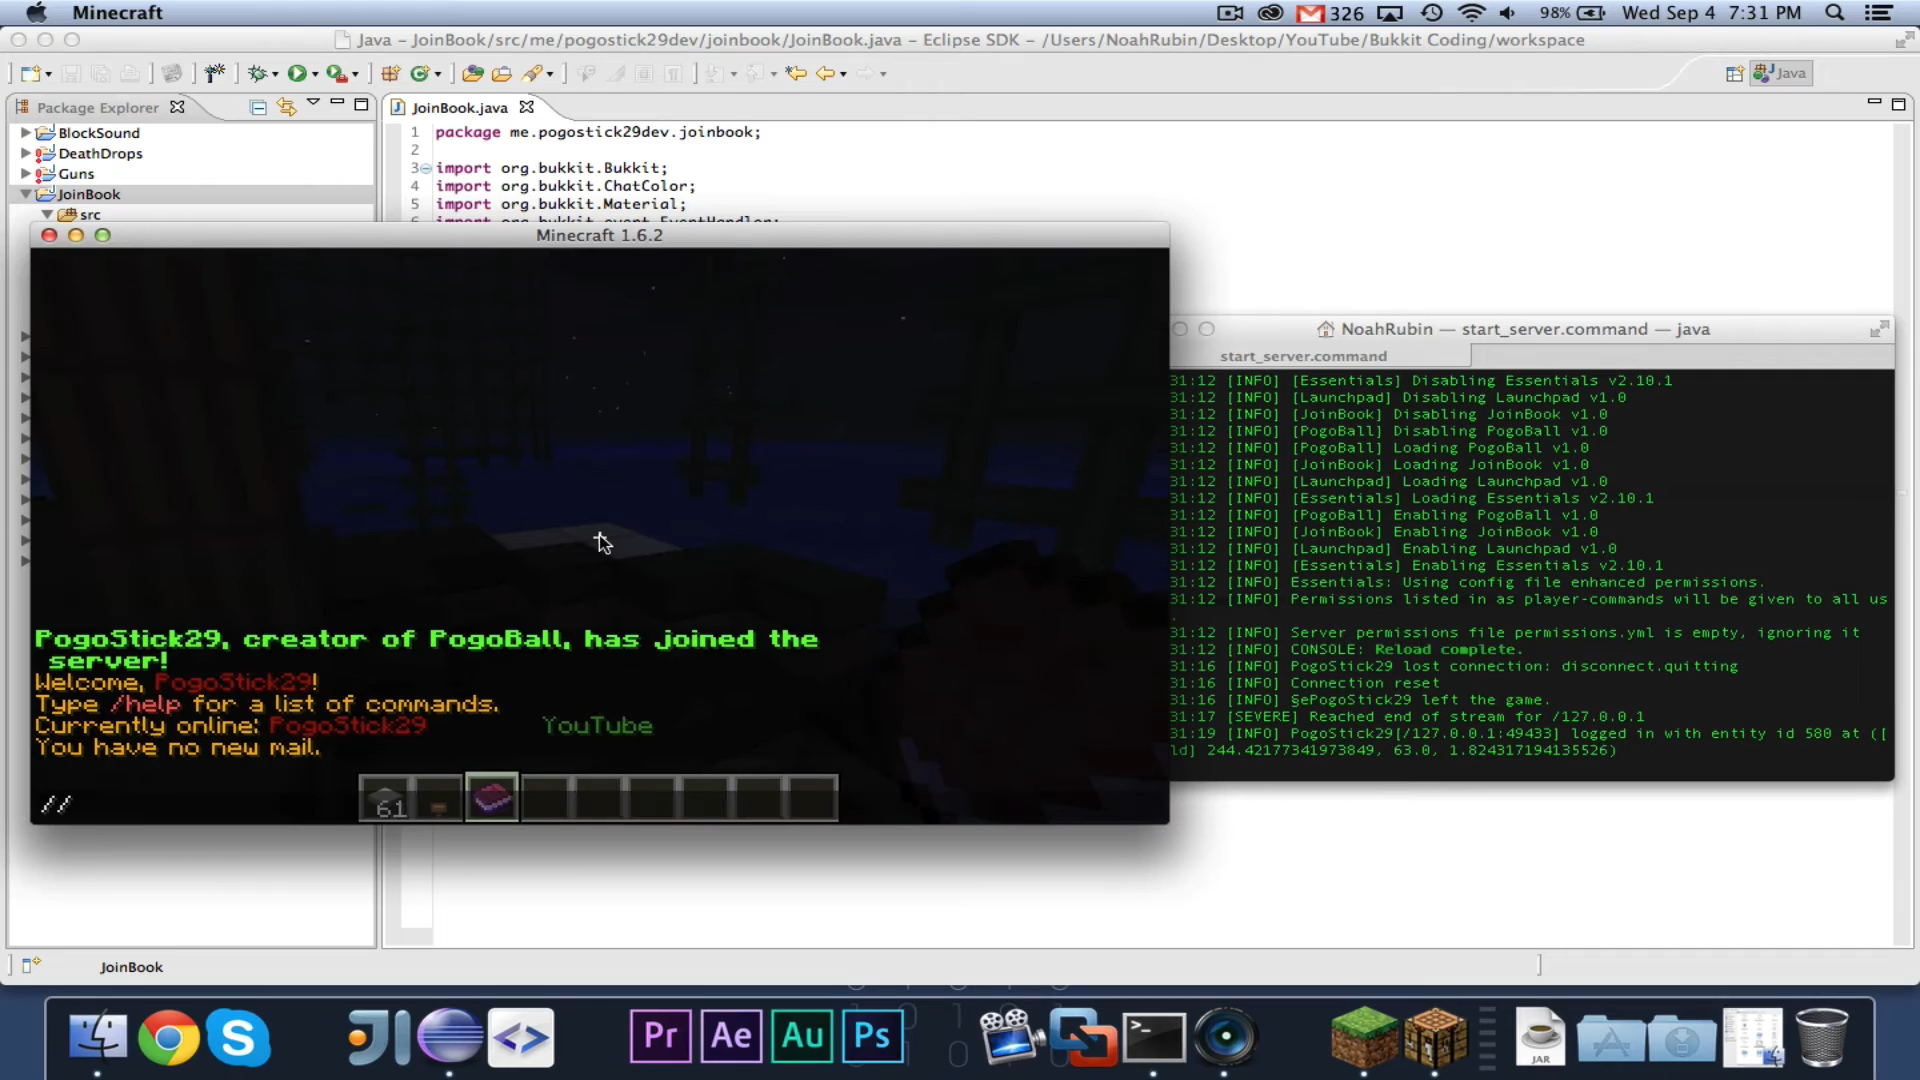 Minecraft
326
98%
Wed Sep 4 7:31 PM
Java – JoinBook/src/me/pogostick29dev/joinbook/JoinBook.java – Eclipse SDK – /Users/NoahRubin/Desktop/YouTube/Bukkit Coding/workspace
Java
Package Explorer
JoinBook.java
BlockSound
DeathDrops
Guns
JoinBook
src
1 package me.pogostick29dev.joinbook;
2
3 import org.bukkit.Bukkit;
4 import org.bukkit.ChatColor;
5 import org.bukkit.Material;
6 import org.bukkit.event.EventHandler;
Minecraft 1.6.2
PogoStick29, creator of PogoBall, has joined the
server!
Welcome, PogoStick29!
Type /help for a list of commands.
Currently online: PogoStick29
YouTube
You have no new mail.
//
61
NoahRubin — start_server.command — java
start_server.command
31:12 [INFO] [Essentials] Disabling Essentials v2.10.1
31:12 [INFO] [Launchpad] Disabling Launchpad v1.0
31:12 [INFO] [JoinBook] Disabling JoinBook v1.0
31:12 [INFO] [PogoBall] Disabling PogoBall v1.0
31:12 [INFO] [PogoBall] Loading PogoBall v1.0
31:12 [INFO] [JoinBook] Loading JoinBook v1.0
31:12 [INFO] [Launchpad] Loading Launchpad v1.0
31:12 [INFO] [Essentials] Loading Essentials v2.10.1
31:12 [INFO] [PogoBall] Enabling PogoBall v1.0
31:12 [INFO] [JoinBook] Enabling JoinBook v1.0
31:12 [INFO] [Launchpad] Enabling Launchpad v1.0
31:12 [INFO] [Essentials] Enabling Essentials v2.10.1
31:12 [INFO] Essentials: Using config file enhanced permissions.
31:12 [INFO] Permissions listed in as player-commands will be given to all us
.
31:12 [INFO] Server permissions file permissions.yml is empty, ignoring it
31:12 [INFO] CONSOLE: Reload complete.
31:16 [INFO] PogoStick29 lost connection: disconnect.quitting
31:16 [INFO] Connection reset
31:16 [INFO] §ePogoStick29 left the game.
31:17 [SEVERE] Reached end of stream for /127.0.0.1
31:19 [INFO] PogoStick29[/127.0.0.1:49433] logged in with entity id 580 at ([
ld] 244.42177341973849, 63.0, 1.824317194135526)
JoinBook
Pr
Ae
Au
Ps
JAR